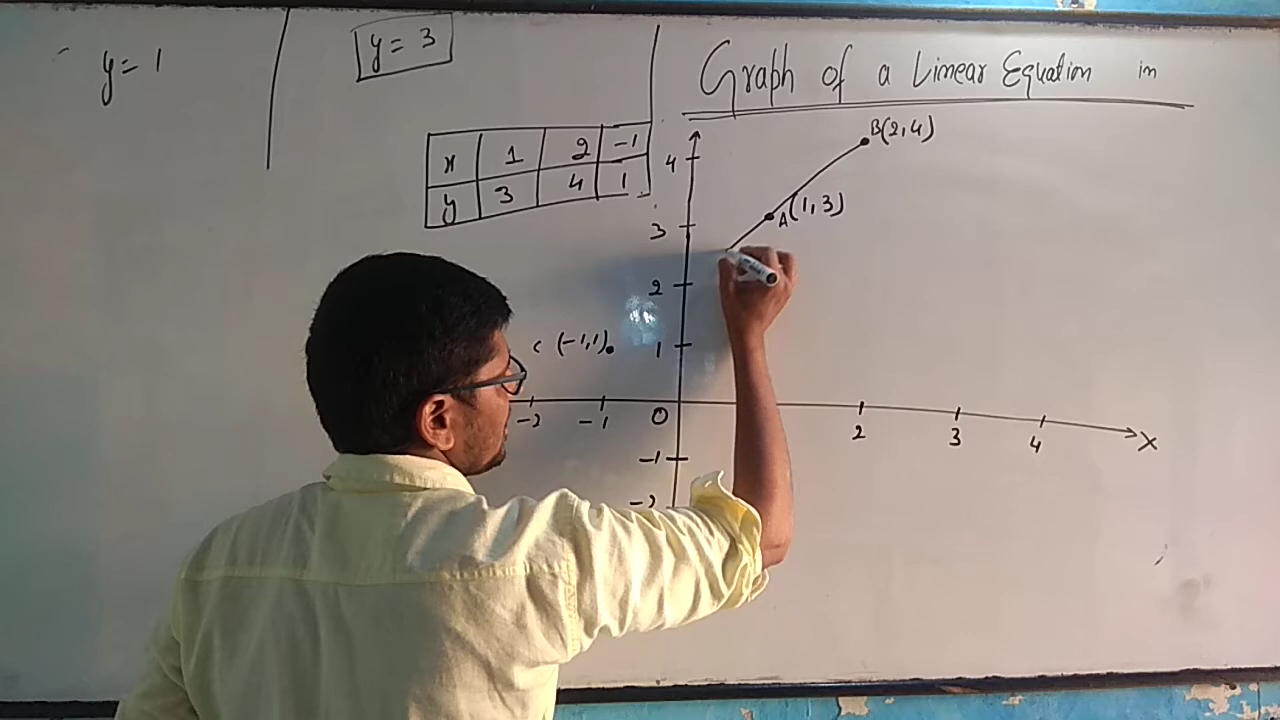 y = 1
y = 3
Graph of a Linear Equation in
x 1 2 -1
y 3 4 1
B(2,4)
4
A(1,3)
3
2
C (-1,1)
1
-2 -1 0 2 3 4 X
-1
-2